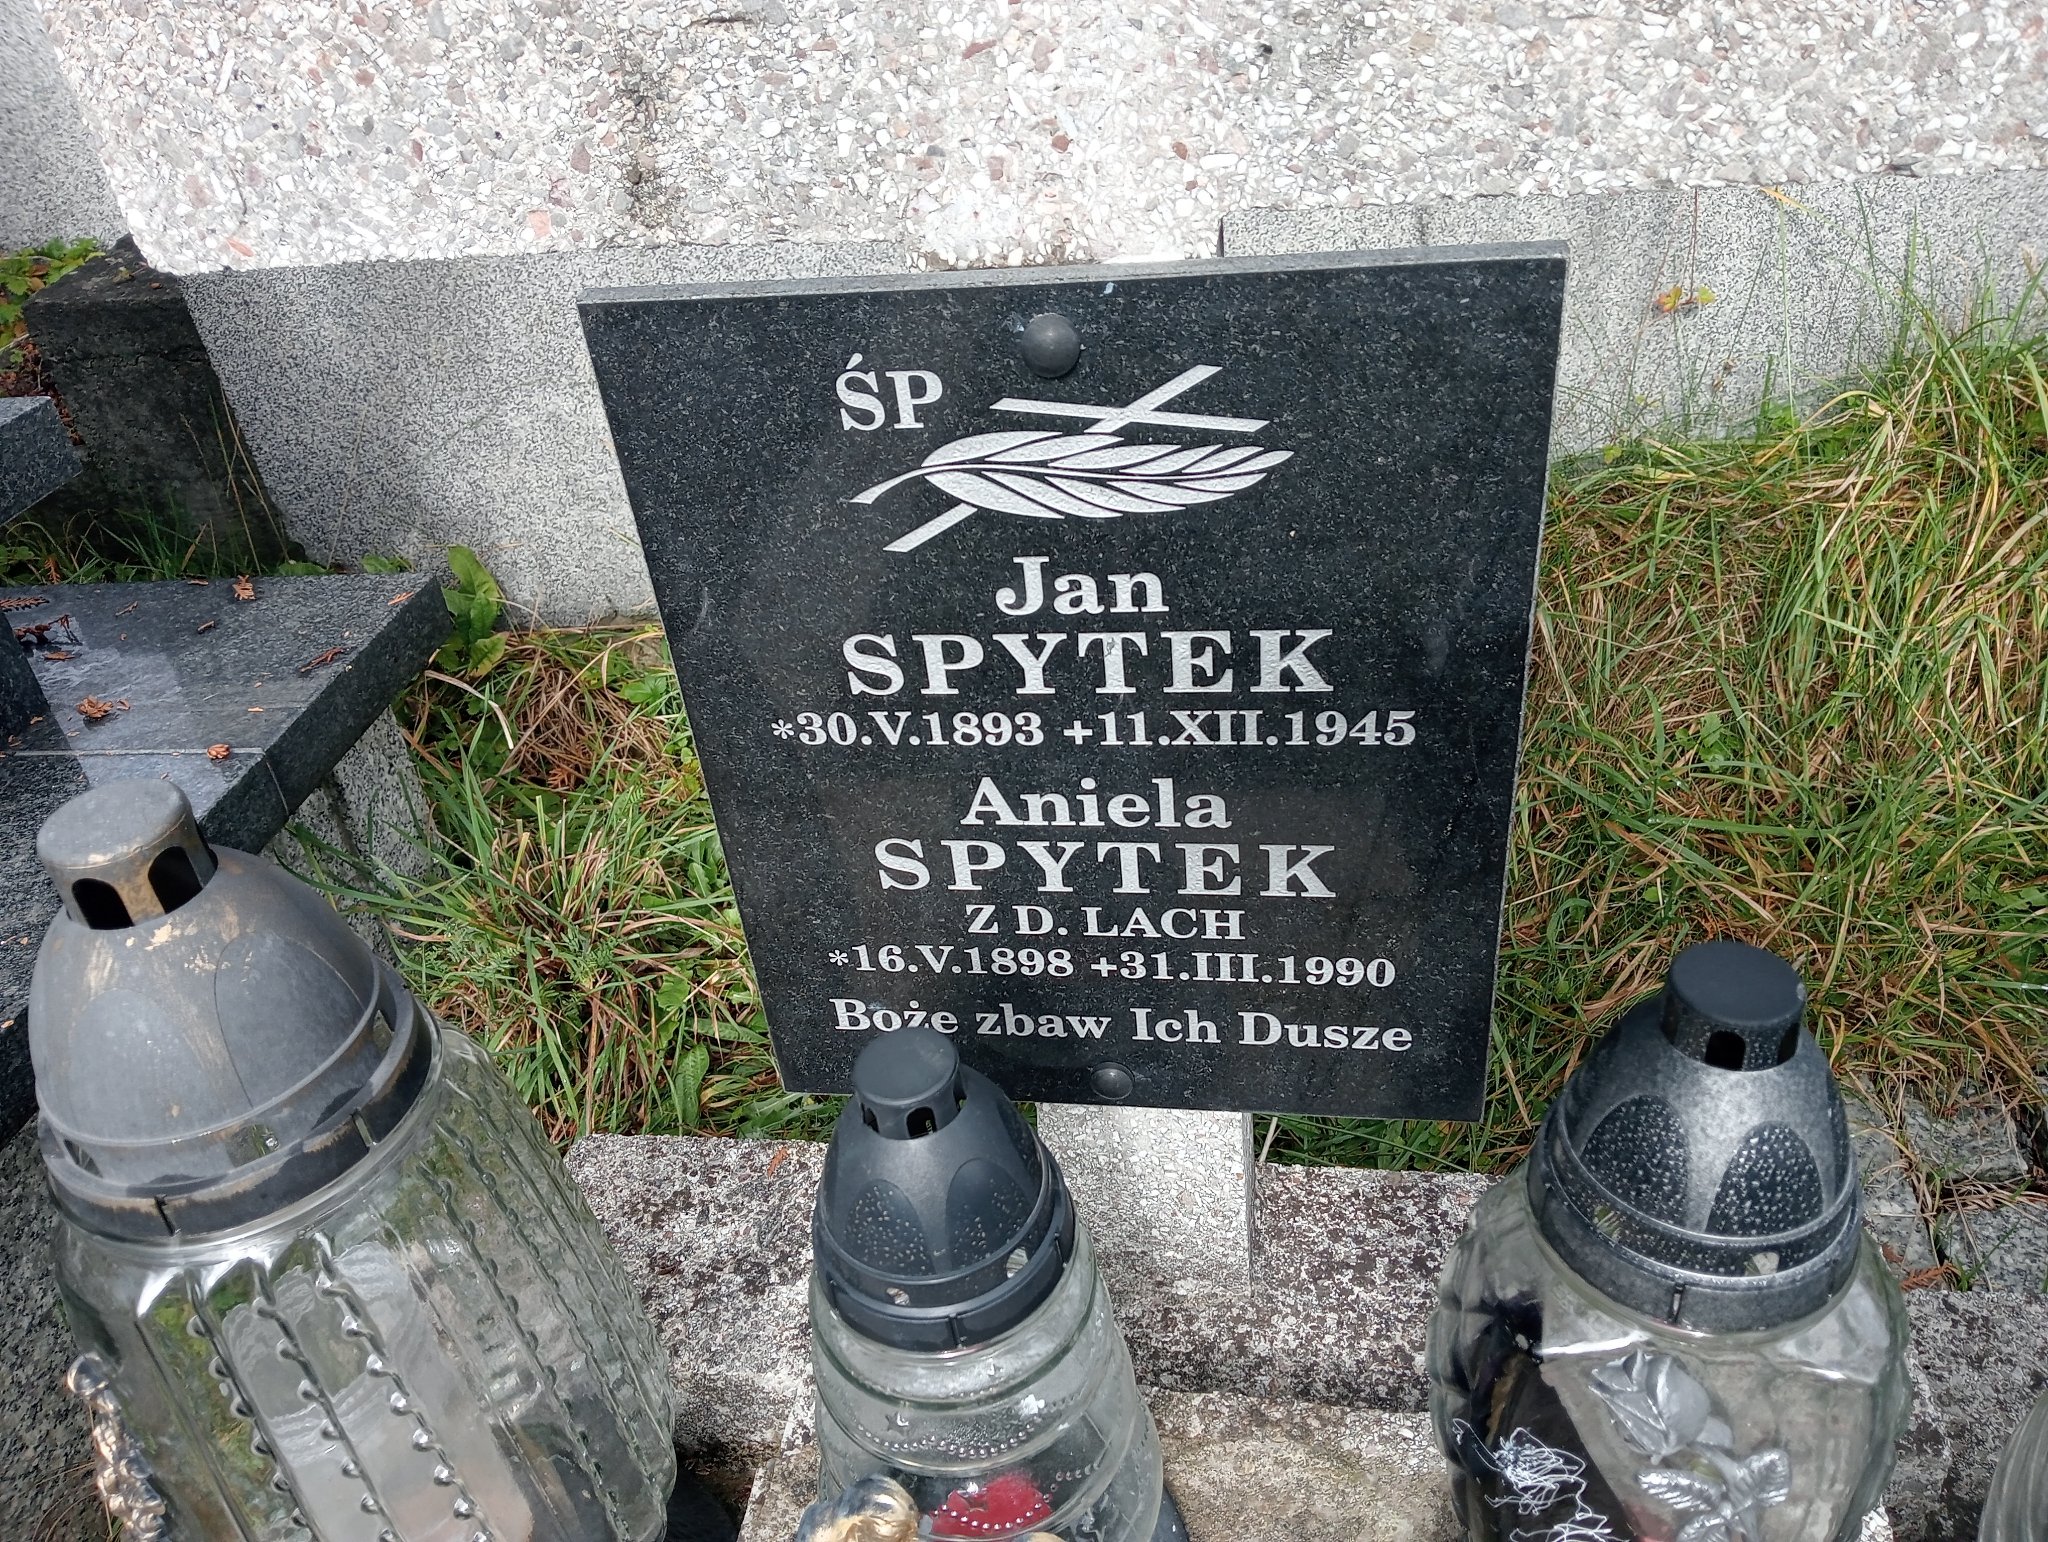 ŚP
Jan
SPYTEK
*30.V.1893 +11.XII.1945
Aniela
SPYTEK
Z D. LACH
*16.V.1898 +31.III.1990
Boże zbaw Ich Dusze